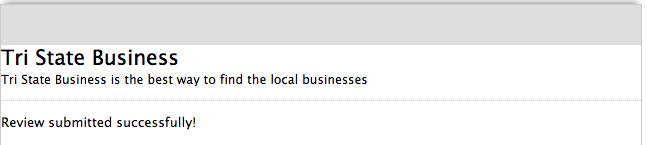 Tri State Business
Tri State Business is the best way to find the local businesses
Review submitted successfully!